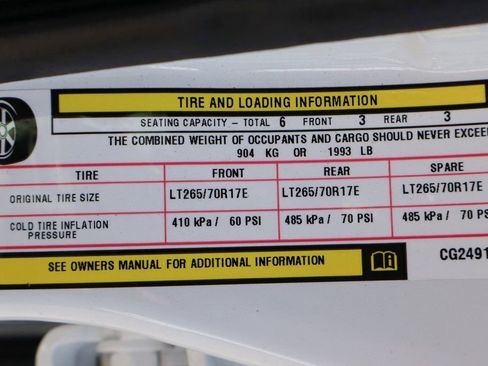 TIRE AND LOADING INFORMATION
SEATING CAPACITY – TOTAL 6 FRONT 3 REAR 3
THE COMBINED WEIGHT OF OCCUPANTS AND CARGO SHOULD NEVER EXCEE
904 KG OR 1993 LB
TIRE FRONT REAR SPARE
ORIGINAL TIRE SIZE LT265/70R17E LT265/70R17E LT265/70R17E
COLD TIRE INFLATION PRESSURE 410 kPa / 60 PSI 485 kPa / 70 PSI 485 kPa / 70 PS
SEE OWNERS MANUAL FOR ADDITIONAL INFORMATION
CG2491